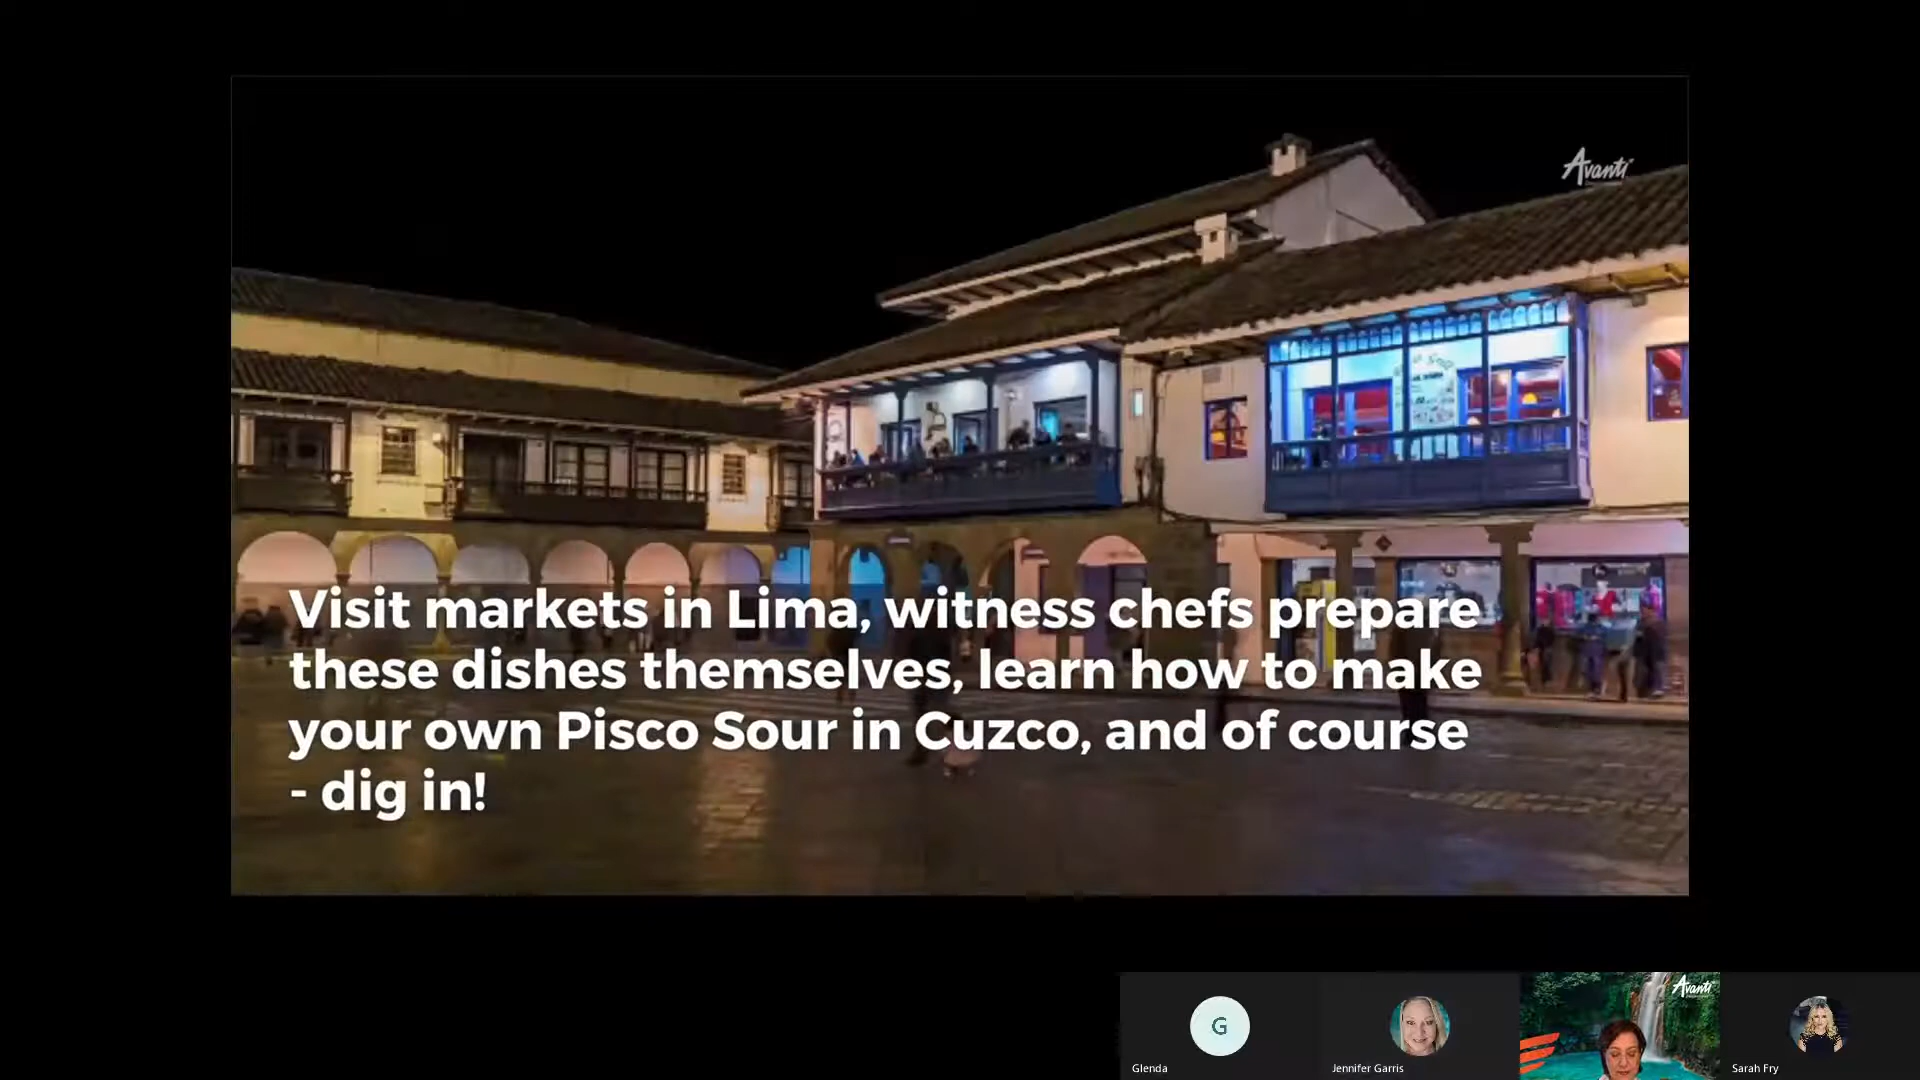 Avanti
Visit markets in Lima, witness chefs prepare
these dishes themselves, learn how to make
your own Pisco Sour in Cuzco, and of course
- dig in!
G
Avanti
Glenda
Jennifer Garris
Sarah Fry